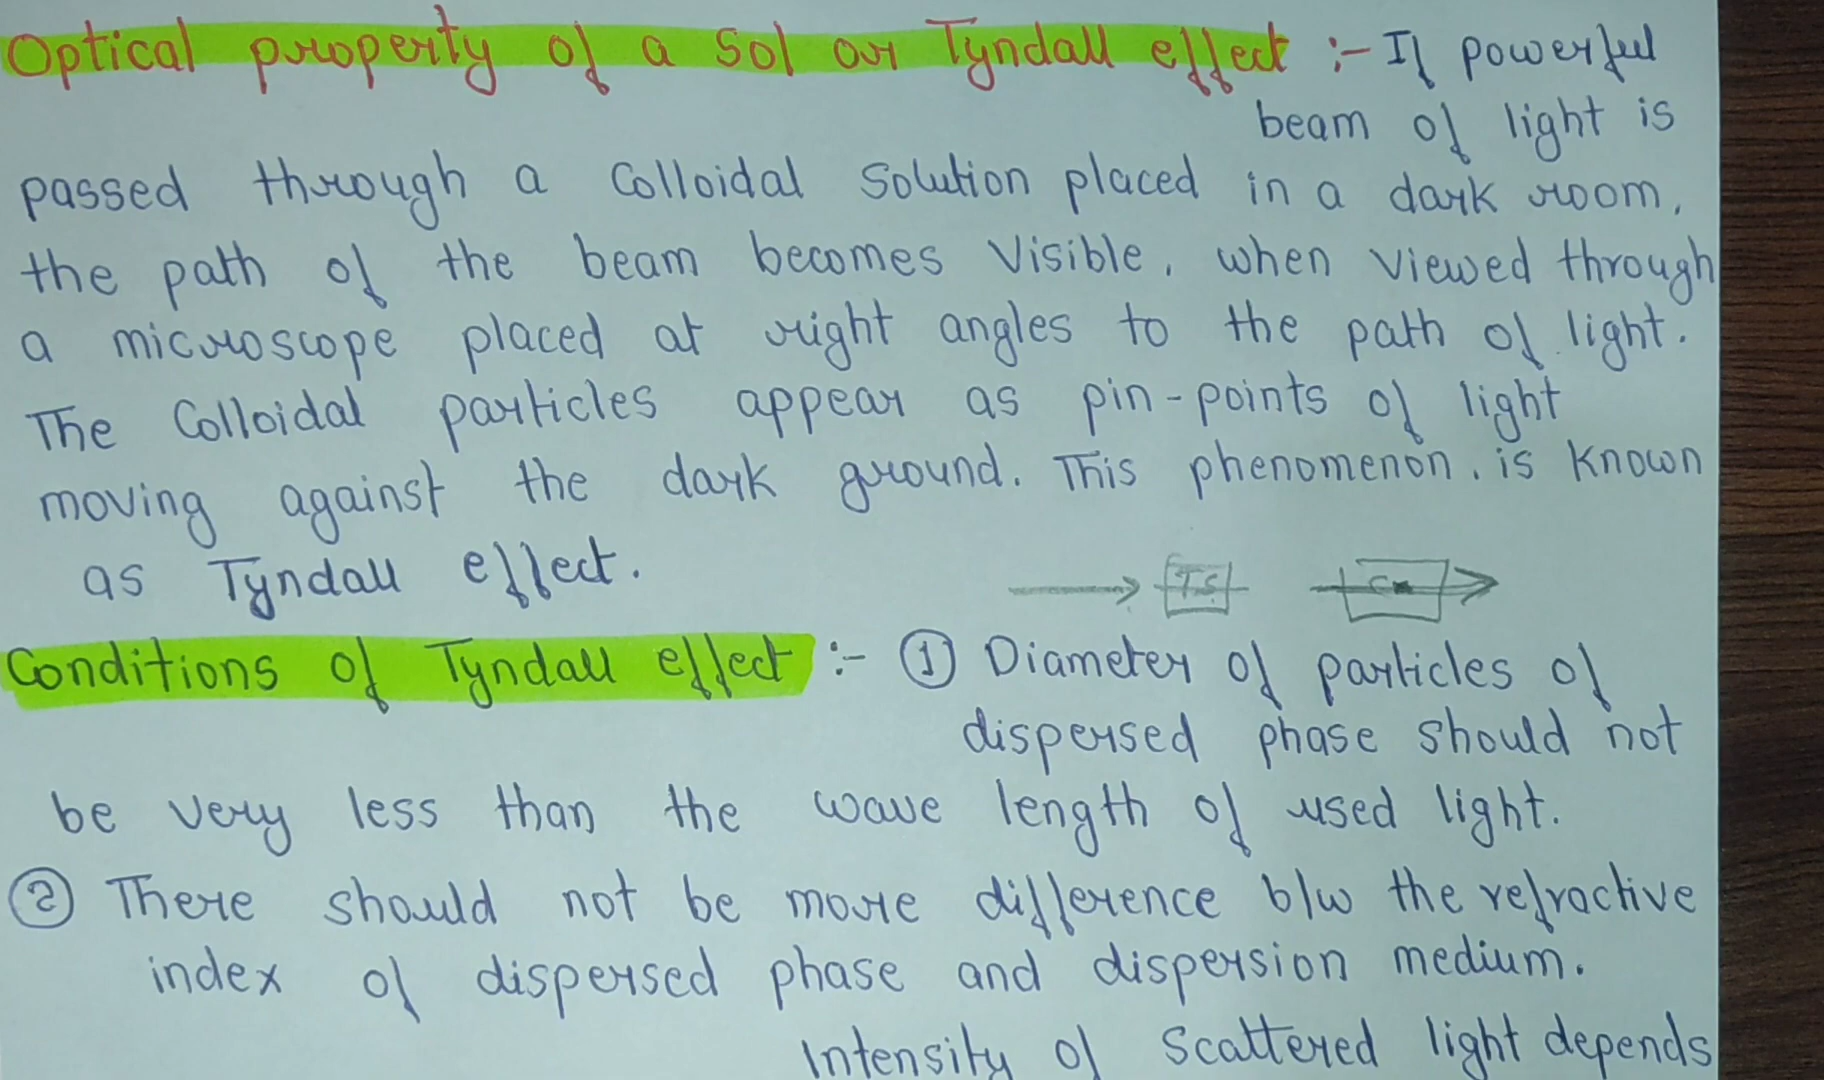 Optical property of a Sol or Tyndall effect :- If powerful
beam of light is
passed through a Colloidal Solution placed in a dark room,
the path of the beam becomes Visible, when viewed through
a microscope placed at right angles to the path of light.
The Colloidal particles appear as pin-points of light
moving against the dark ground. This phenomenon, is known
as Tyndall effect.
T.S
Conditions of Tyndall effect :- ① Diameter of particles of
dispersed phase should not
be very less than the wave length of used light.
② There should not be more difference b/w the refractive
index of dispersed phase and dispersion medium.
Intensity of Scattered light depends